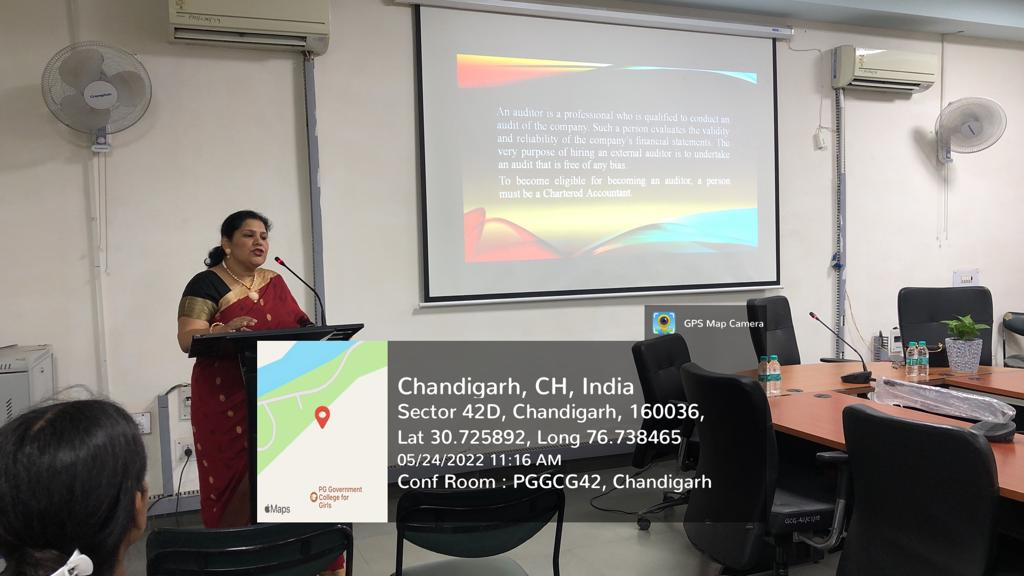 An auditor is a professional who is qualified to conduct an
audit of the company. Such a person evaluates the validity
and reliability of the company's financial statements. The
very purpose of hiring an external auditor is to undertake
an audit that is free of any bias.
To become eligible for becoming an auditor, a person
must be a Chartered Accountant.
GPS Map Camera
Chandigarh, CH, India
Sector 42D, Chandigarh, 160036,
Lat 30.725892, Long 76.738465
05/24/2022 11:16 AM
Conf Room : PGGCG42, Chandigarh
PG Government
College for
Girls
Maps